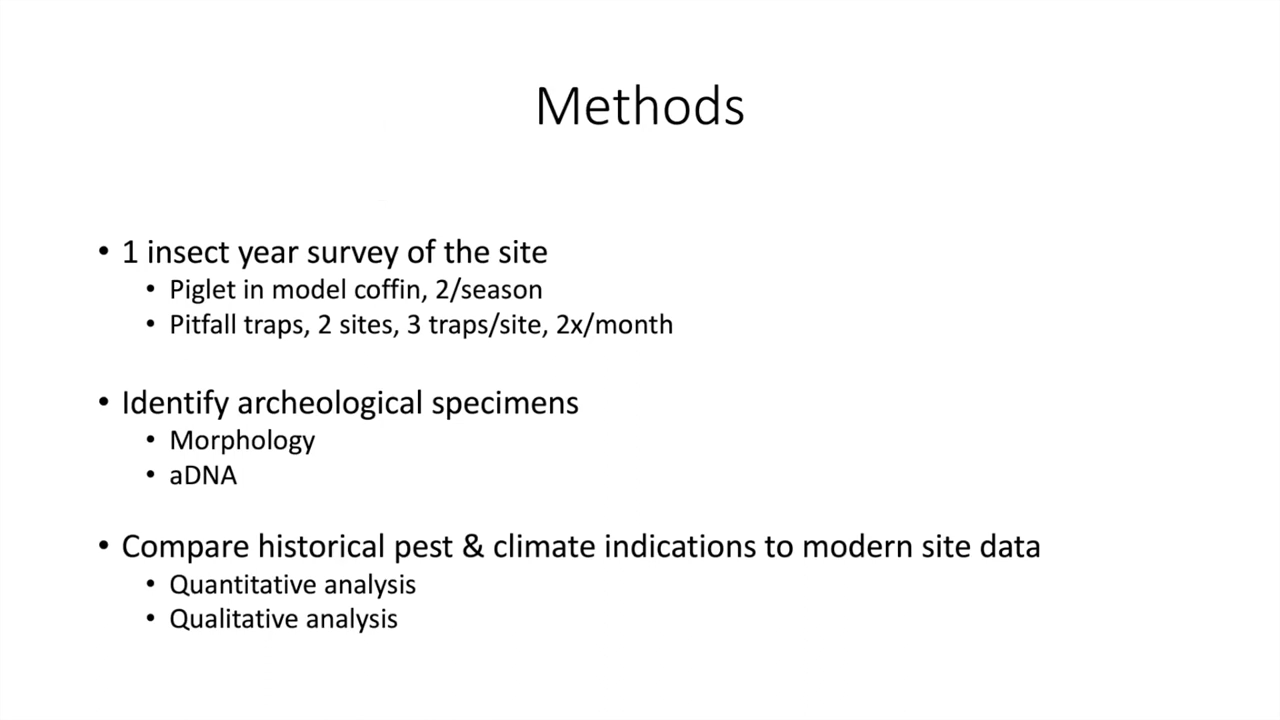 Methods
• 1 insect year survey of the site
• Piglet in model coffin, 2/season
• Pitfall traps, 2 sites, 3 traps/site, 2x/month
• Identify archeological specimens
• Morphology
• aDNA
• Compare historical pest & climate indications to modern site data
• Quantitative analysis
• Qualitative analysis